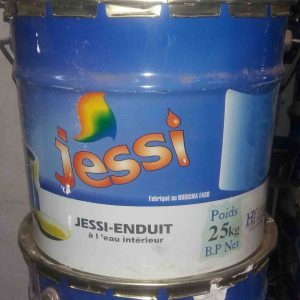 jessi
Fabriqué au BURKINA FASO
JESSI-ENDUIT
à l'eau intérieur
Poids
25kg
B.P Net